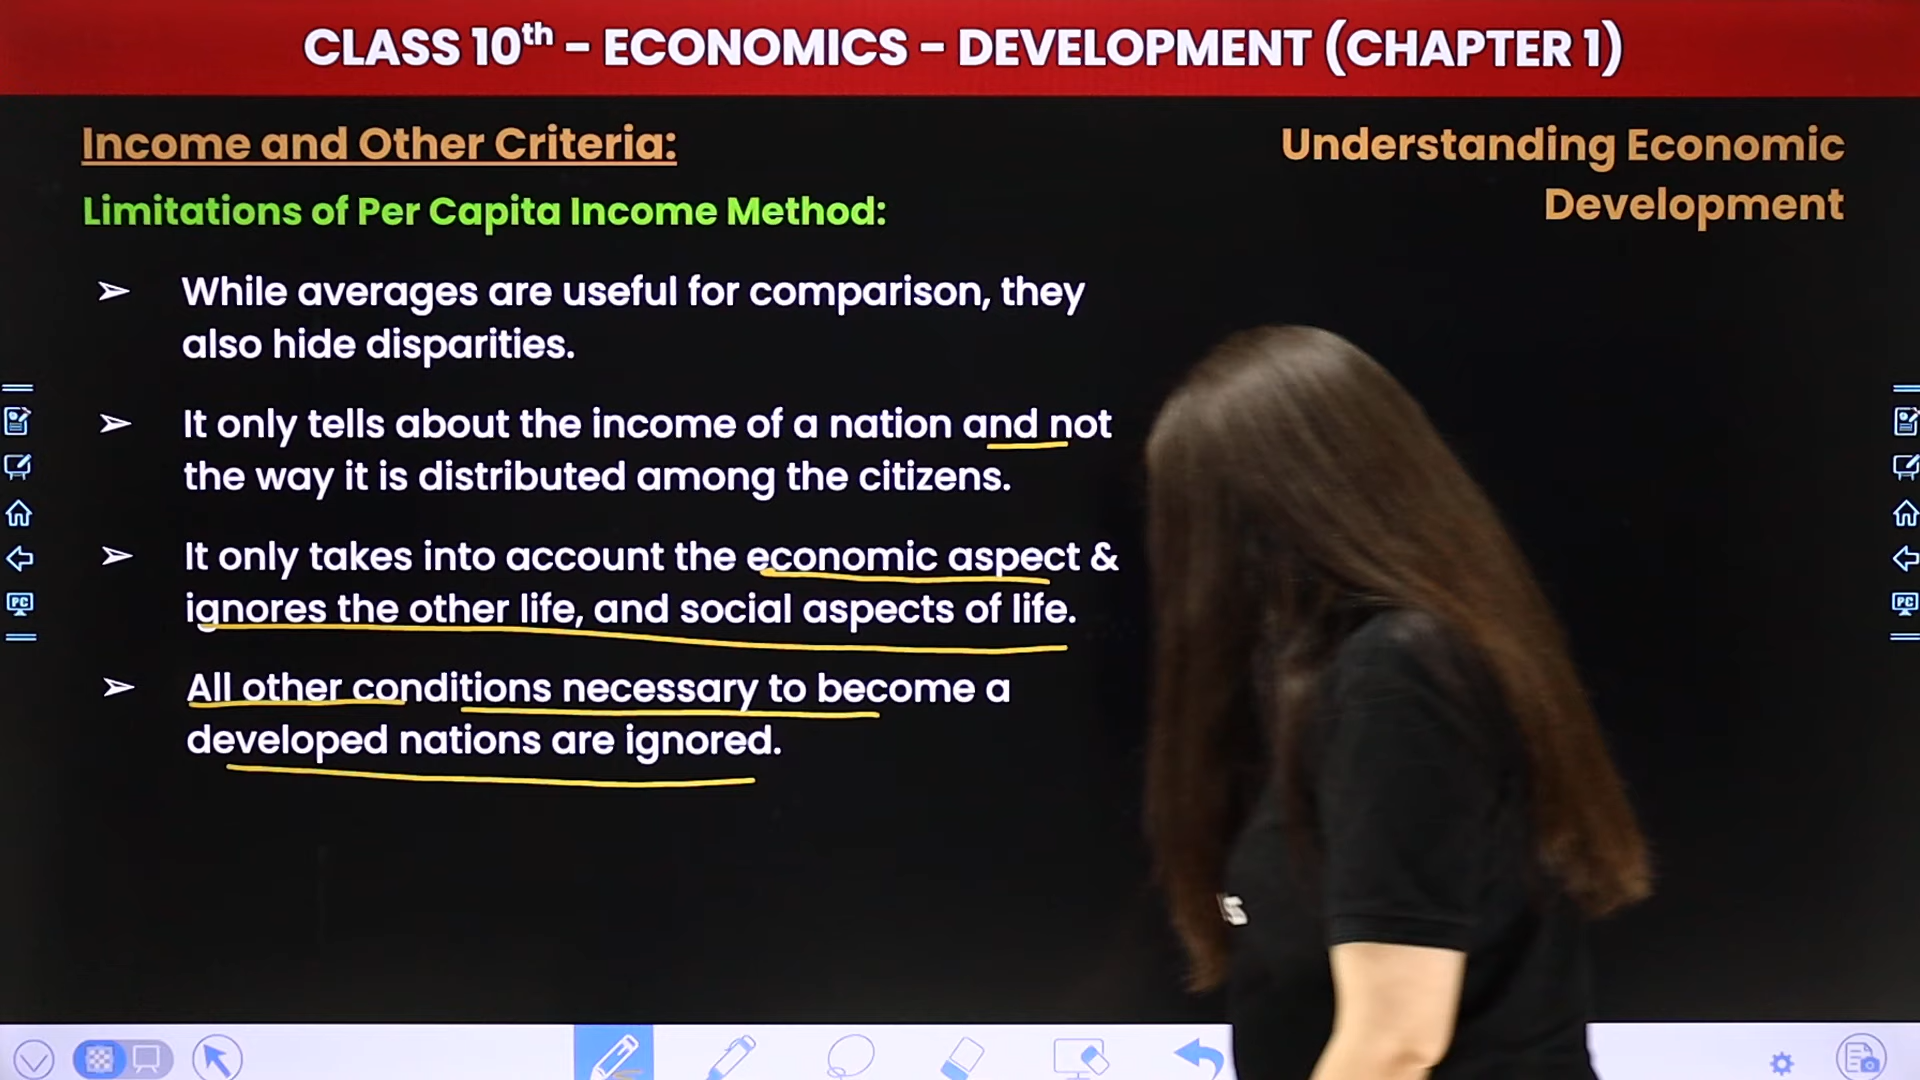 CLASS 10th - ECONOMICS - DEVELOPMENT (CHAPTER 1)
Income and Other Criteria:
Understanding Economic
Development
Limitations of Per Capita Income Method:
➢ While averages are useful for comparison, they
also hide disparities.
➢ It only tells about the income of a nation and not
the way it is distributed among the citizens.
➢ It only takes into account the economic aspect &
ignores the other life, and social aspects of life.
➢ All other conditions necessary to become a
developed nations are ignored.
PC
PC
S